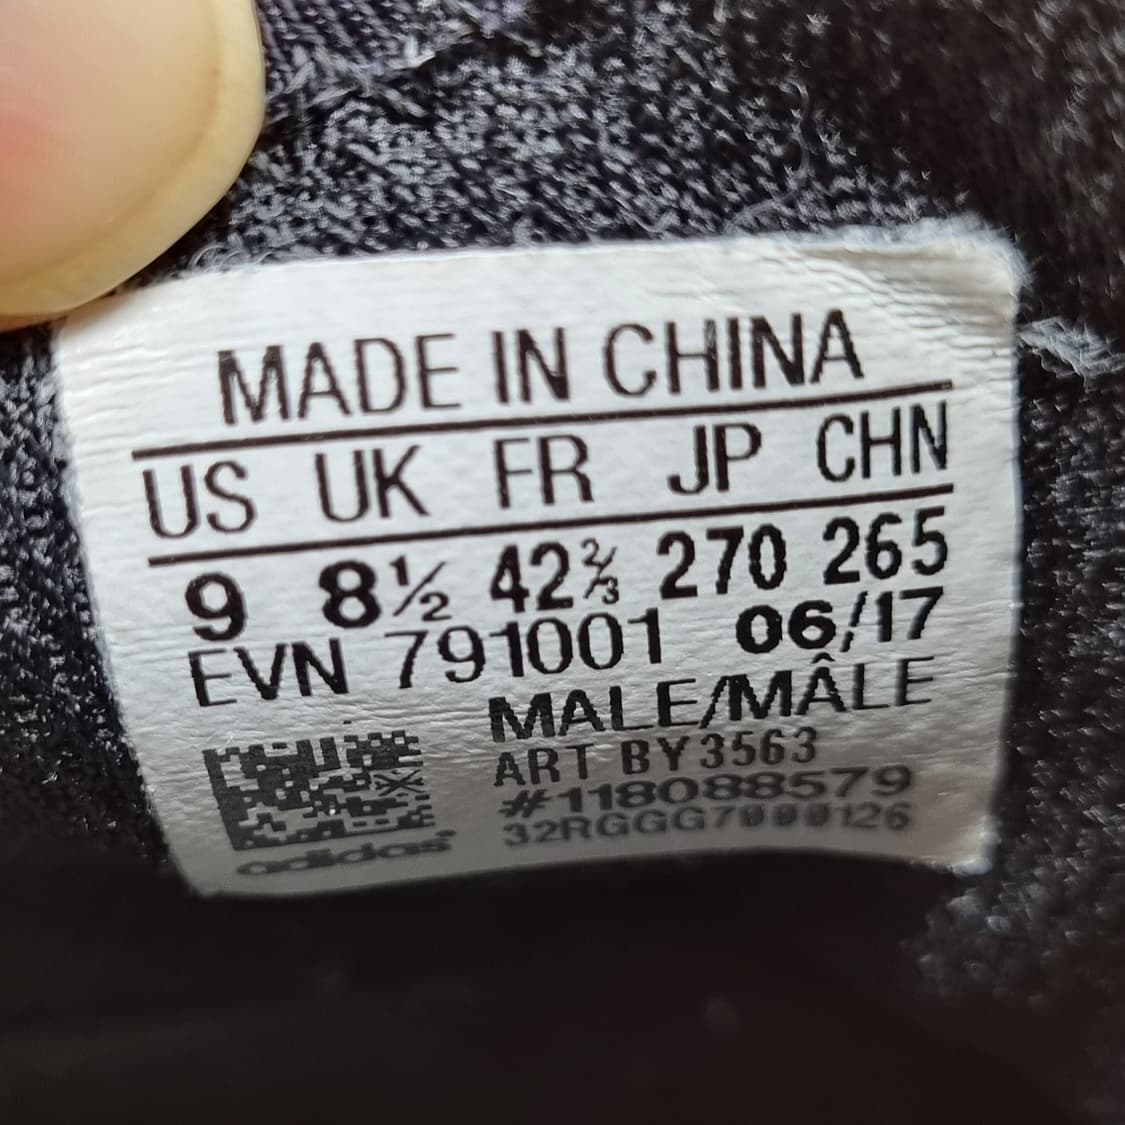 MADE IN CHINA
US UK FR JP CHN
9 8½ 42⅔ 270 265
EVN 791001 06/17
MALE/MÂLE
ART BY3563
#118088579
32RGGG7000126
adidas